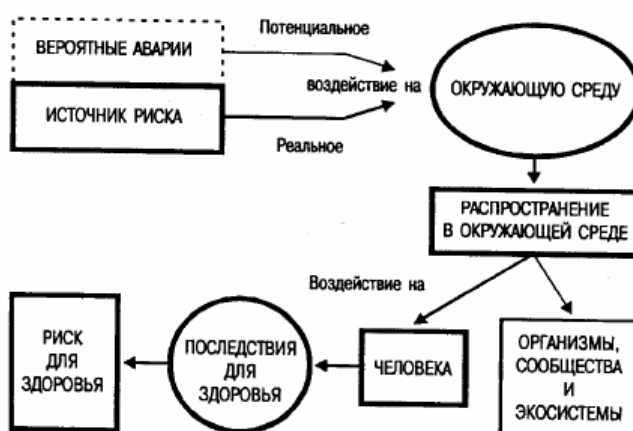 Потенциальное
ВЕРОЯТНЫЕ АВАРИИ
воздействие на
ОКРУЖАЮЩУЮ СРЕДУ
ИСТОЧНИК РИСКА
Реальное
РАСПРОСТРАНЕНИЕ
В ОКРУЖАЮЩЕЙ СРЕДЕ
Воздействие на
РИСК
ДЛЯ
ЗДОРОВЬЯ
ПОСЛЕДСТВИЯ
ДЛЯ
ЗДОРОВЬЯ
ЧЕЛОВЕКА
ОРГАНИЗМЫ,
СООБЩЕСТВА
И
ЭКОСИСТЕМЫ